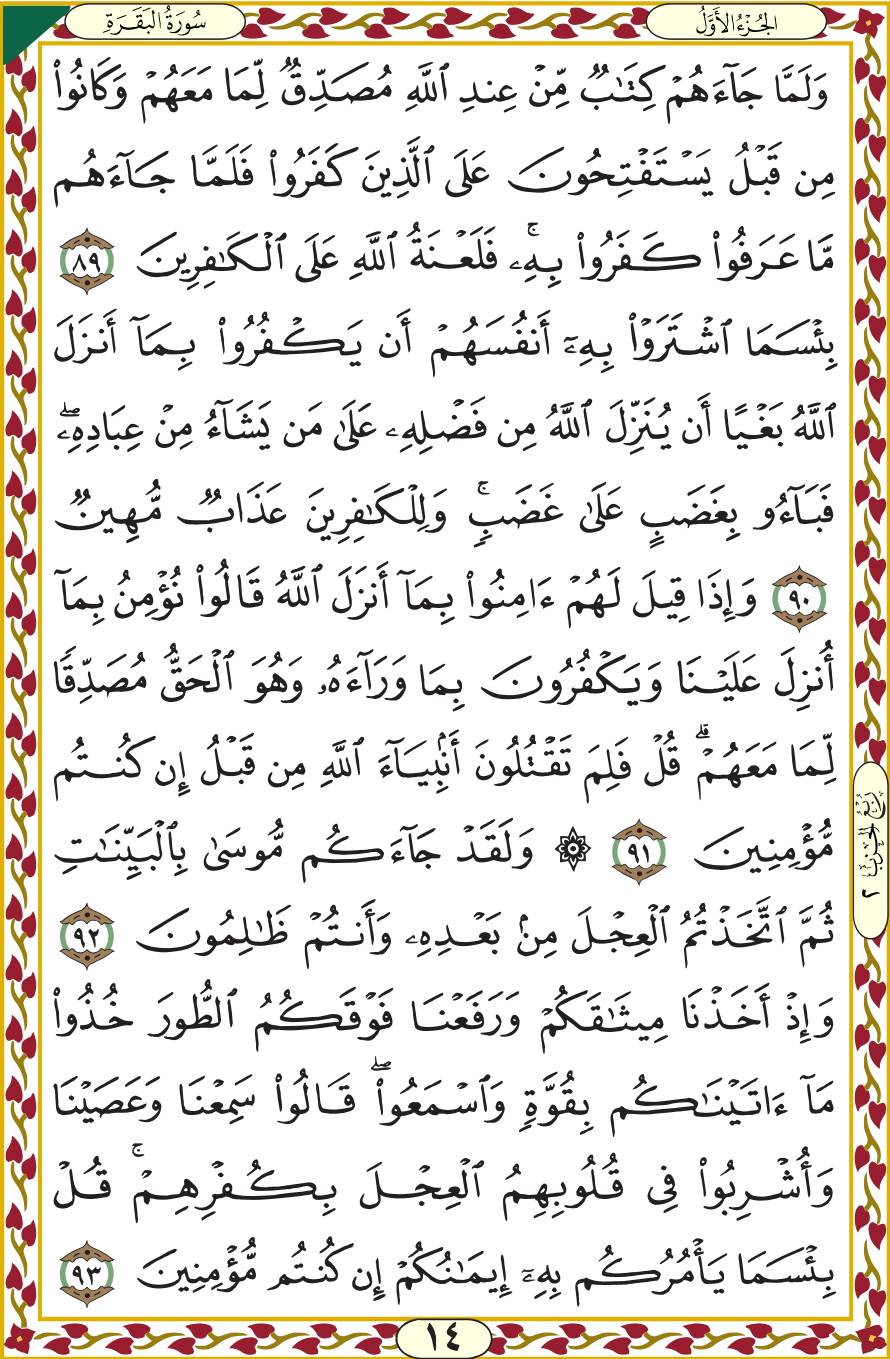 الجُزْءُ الأَوَّلُ
سُورَةُ البَقَرَةِ
وَلَمَّا جَآءَهُمْ كِتَـٰبٌ مِّنْ عِندِ ٱللَّهِ مُصَدِّقٌ لِّمَا مَعَهُمْ وَكَانُوا۟
مِن قَبْلُ يَسْتَفْتِحُونَ عَلَى ٱلَّذِينَ كَفَرُوا۟ فَلَمَّا جَآءَهُم
مَّا عَرَفُوا۟ كَفَرُوا۟ بِهِۦۚ فَلَعْنَةُ ٱللَّهِ عَلَى ٱلْكَـٰفِرِينَ ٨٩
بِئْسَمَا ٱشْتَرَوْا۟ بِهِۦٓ أَنفُسَهُمْ أَن يَكْفُرُوا۟ بِمَآ أَنزَلَ
ٱللَّهُ بَغْيًا أَن يُنَزِّلَ ٱللَّهُ مِن فَضْلِهِۦ عَلَىٰ مَن يَشَآءُ مِنْ عِبَادِهِۦۖ
فَبَآءُو بِغَضَبٍ عَلَىٰ غَضَبٍۚ وَلِلْكَـٰفِرِينَ عَذَابٌ مُّهِينٌ
٩٠ وَإِذَا قِيلَ لَهُمْ ءَامِنُوا۟ بِمَآ أَنزَلَ ٱللَّهُ قَالُوا۟ نُؤْمِنُ بِمَآ
أُنزِلَ عَلَيْنَا وَيَكْفُرُونَ بِمَا وَرَآءَهُۥ وَهُوَ ٱلْحَقُّ مُصَدِّقًا
لِّمَا مَعَهُمْۗ قُلْ فَلِمَ تَقْتُلُونَ أَنۢبِيَآءَ ٱللَّهِ مِن قَبْلُ إِن كُنتُم
مُّؤْمِنِينَ ٩١ ۞ وَلَقَدْ جَآءَكُم مُّوسَىٰ بِٱلْبَيِّنَـٰتِ
ثُمَّ ٱتَّخَذْتُمُ ٱلْعِجْلَ مِنۢ بَعْدِهِۦ وَأَنتُمْ ظَـٰلِمُونَ ٩٢
وَإِذْ أَخَذْنَا مِيثَـٰقَكُمْ وَرَفَعْنَا فَوْقَكُمُ ٱلطُّورَ خُذُوا۟
مَآ ءَاتَيْنَـٰكُم بِقُوَّةٍ وَٱسْمَعُوا۟ۖ قَالُوا۟ سَمِعْنَا وَعَصَيْنَا
وَأُشْرِبُوا۟ فِى قُلُوبِهِمُ ٱلْعِجْلَ بِكُفْرِهِمْۚ قُلْ
بِئْسَمَا يَأْمُرُكُم بِهِۦٓ إِيمَـٰنُكُمْ إِن كُنتُم مُّؤْمِنِينَ ٩٣
رُبْعُ الحِزْبِ ٢
١٤